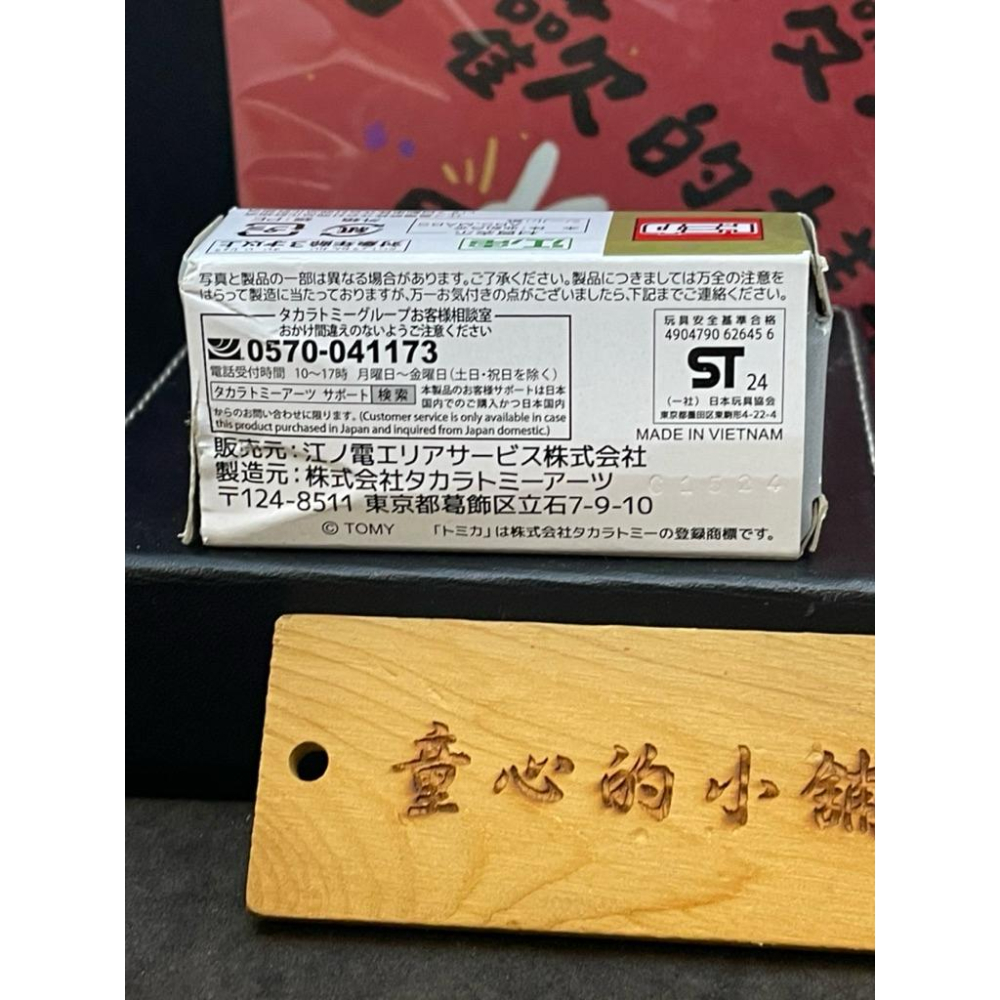 歡的
対象年齢3才以上
江ノ電
トミカ
写真と製品の一部は異なる場合があります。ご了承ください。製品につきましては万全の注意を
はらって製造に当たっておりますが、万一お気付きの点がございましたら、下記までご連絡ください。
タカラトミーグループお客様相談室
おかけ間違えのないようご注意ください
0570-041173
電話受付時間 10〜17時 月曜日〜金曜日(土日・祝日を除く)
タカラトミーアーツ サポート 検索 本製品のお客様サポートは日本
国内でのご購入かつ日本国内
からのお問い合わせに限ります。(Customer service is only available in case
this product purchased in Japan and inquired from Japan domestic.)
玩具安全基準合格
4904790 62645 6
ST 24
(一社) 日本玩具協会
東京都墨田区東駒形4-22-4
MADE IN VIETNAM
販売元:江ノ電エリアサービス株式会社
製造元:株式会社タカラトミーアーツ
〒124-8511 東京都葛飾区立石7-9-10
© TOMY 「トミカ」は株式会社タカラトミーの登録商標です。
童心的小舖